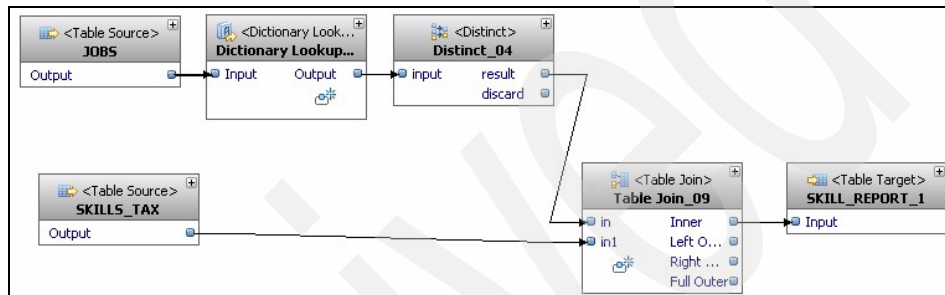 <Table Source>
JOBS
Output
<Dictionary Look...
Dictionary Lookup...
Input Output
<Distinct>
Distinct_04
input result
discard
<Table Source>
SKILLS_TAX
Output
<Table Join>
Table Join_09
in Inner
in1 Left O...
Right ...
Full Outer
<Table Target>
SKILL_REPORT_1
Input